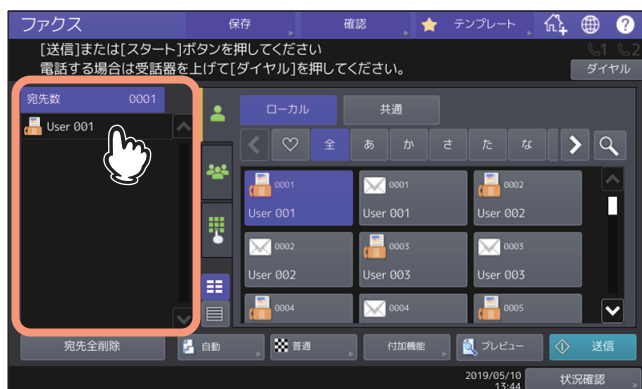 ファクス 保存 確認 テンプレート ?
[送信]または[スタート]ボタンを押してください
電話する場合は受話器を上げて[ダイヤル]を押してください。
1 2
ダイヤル
宛先数 0001
User 001
ローカル 共通
全 あ か さ た な
0001 User 001
0001 User 001
0002 User 002
0002 User 002
0003 User 003
0003 User 003
0004
0004
0005
宛先全削除 自動 普通 付加機能 プレビュー 送信
2019/05/10
13:44
状況確認